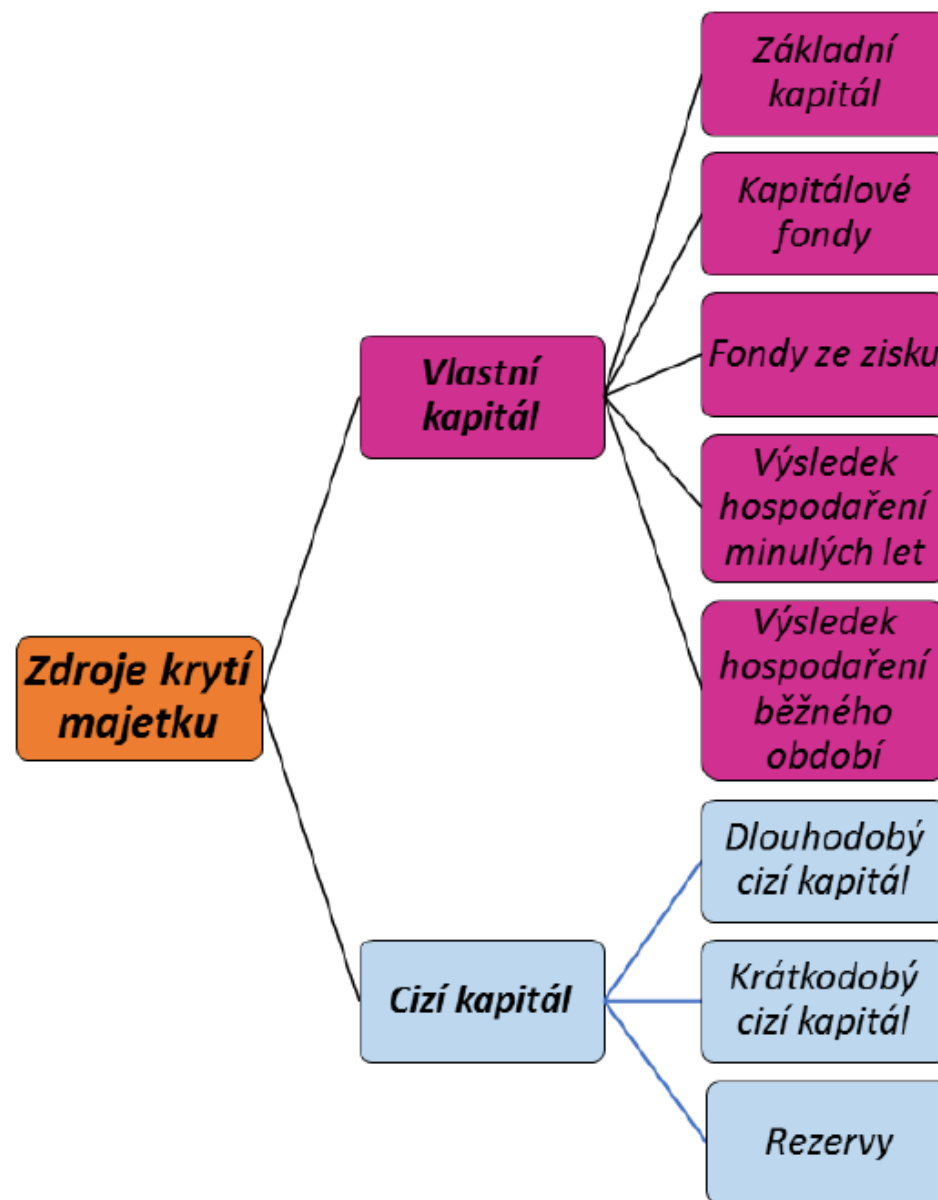 Základní
kapitál
Kapitálové
fondy
Fondy ze zisku
Vlastní
kapitál
Výsledek
hospodaření
minulých let
Výsledek
hospodaření
běžného
období
Zdroje krytí
majetku
Dlouhodobý
cizí kapitál
Cizí kapitál
Krátkodobý
cizí kapitál
Rezervy